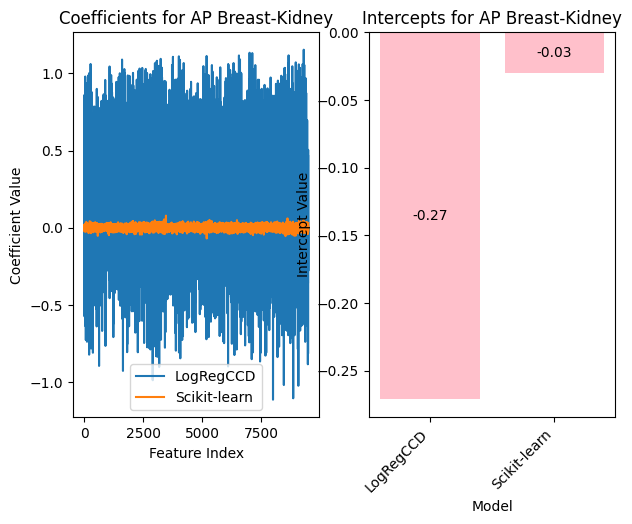 Coefficients for AP Breast-Kidney
Coefficient Value
1.0
0.5
0.0
−0.5
−1.0
LogRegCCD
Scikit-learn
0
2500
5000
7500
Feature Index
Intercepts for AP Breast-Kidney
Intercept Value
0.00
−0.05
−0.10
−0.15
−0.20
−0.25
-0.27
-0.03
LogRegCCD
Scikit-learn
Model